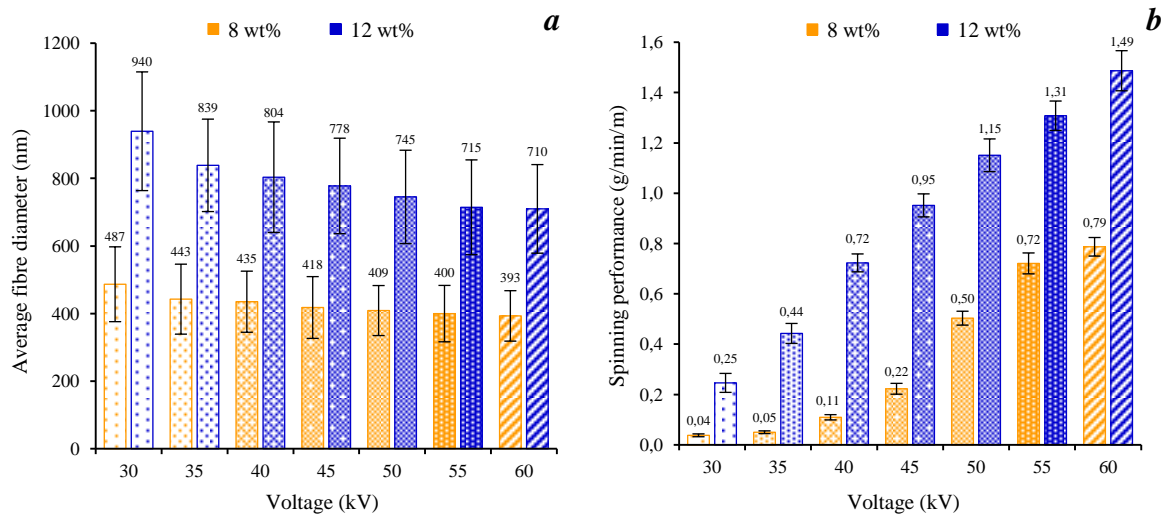 8 wt% 12 wt% a
Average fibre diameter (nm)
1200
1000
800
600
400
200
0
487 940 443 839 435 804 418 778 409 745 400 715 393 710
30 35 40 45 50 55 60
Voltage (kV)
8 wt% 12 wt% b
Spinning performance (g/min/m)
1,6
1,4
1,2
1,0
0,8
0,6
0,4
0,2
0,0
0,04 0,25 0,05 0,44 0,11 0,72 0,22 0,95 0,50 1,15 0,72 1,31 0,79 1,49
30 35 40 45 50 55 60
Voltage (kV)